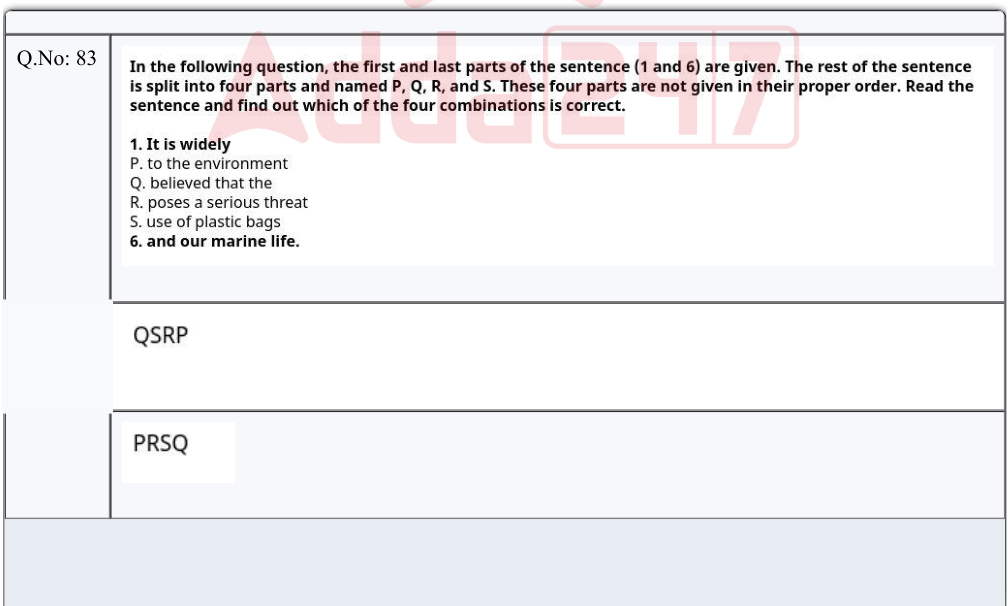 Q.No: 83
In the following question, the first and last parts of the sentence (1 and 6) are given. The rest of the sentence
is split into four parts and named P, Q, R, and S. These four parts are not given in their proper order. Read the
sentence and find out which of the four combinations is correct.
1. It is widely
P. to the environment
Q. believed that the
R. poses a serious threat
S. use of plastic bags
6. and our marine life.
QSRP
PRSQ
Adda247